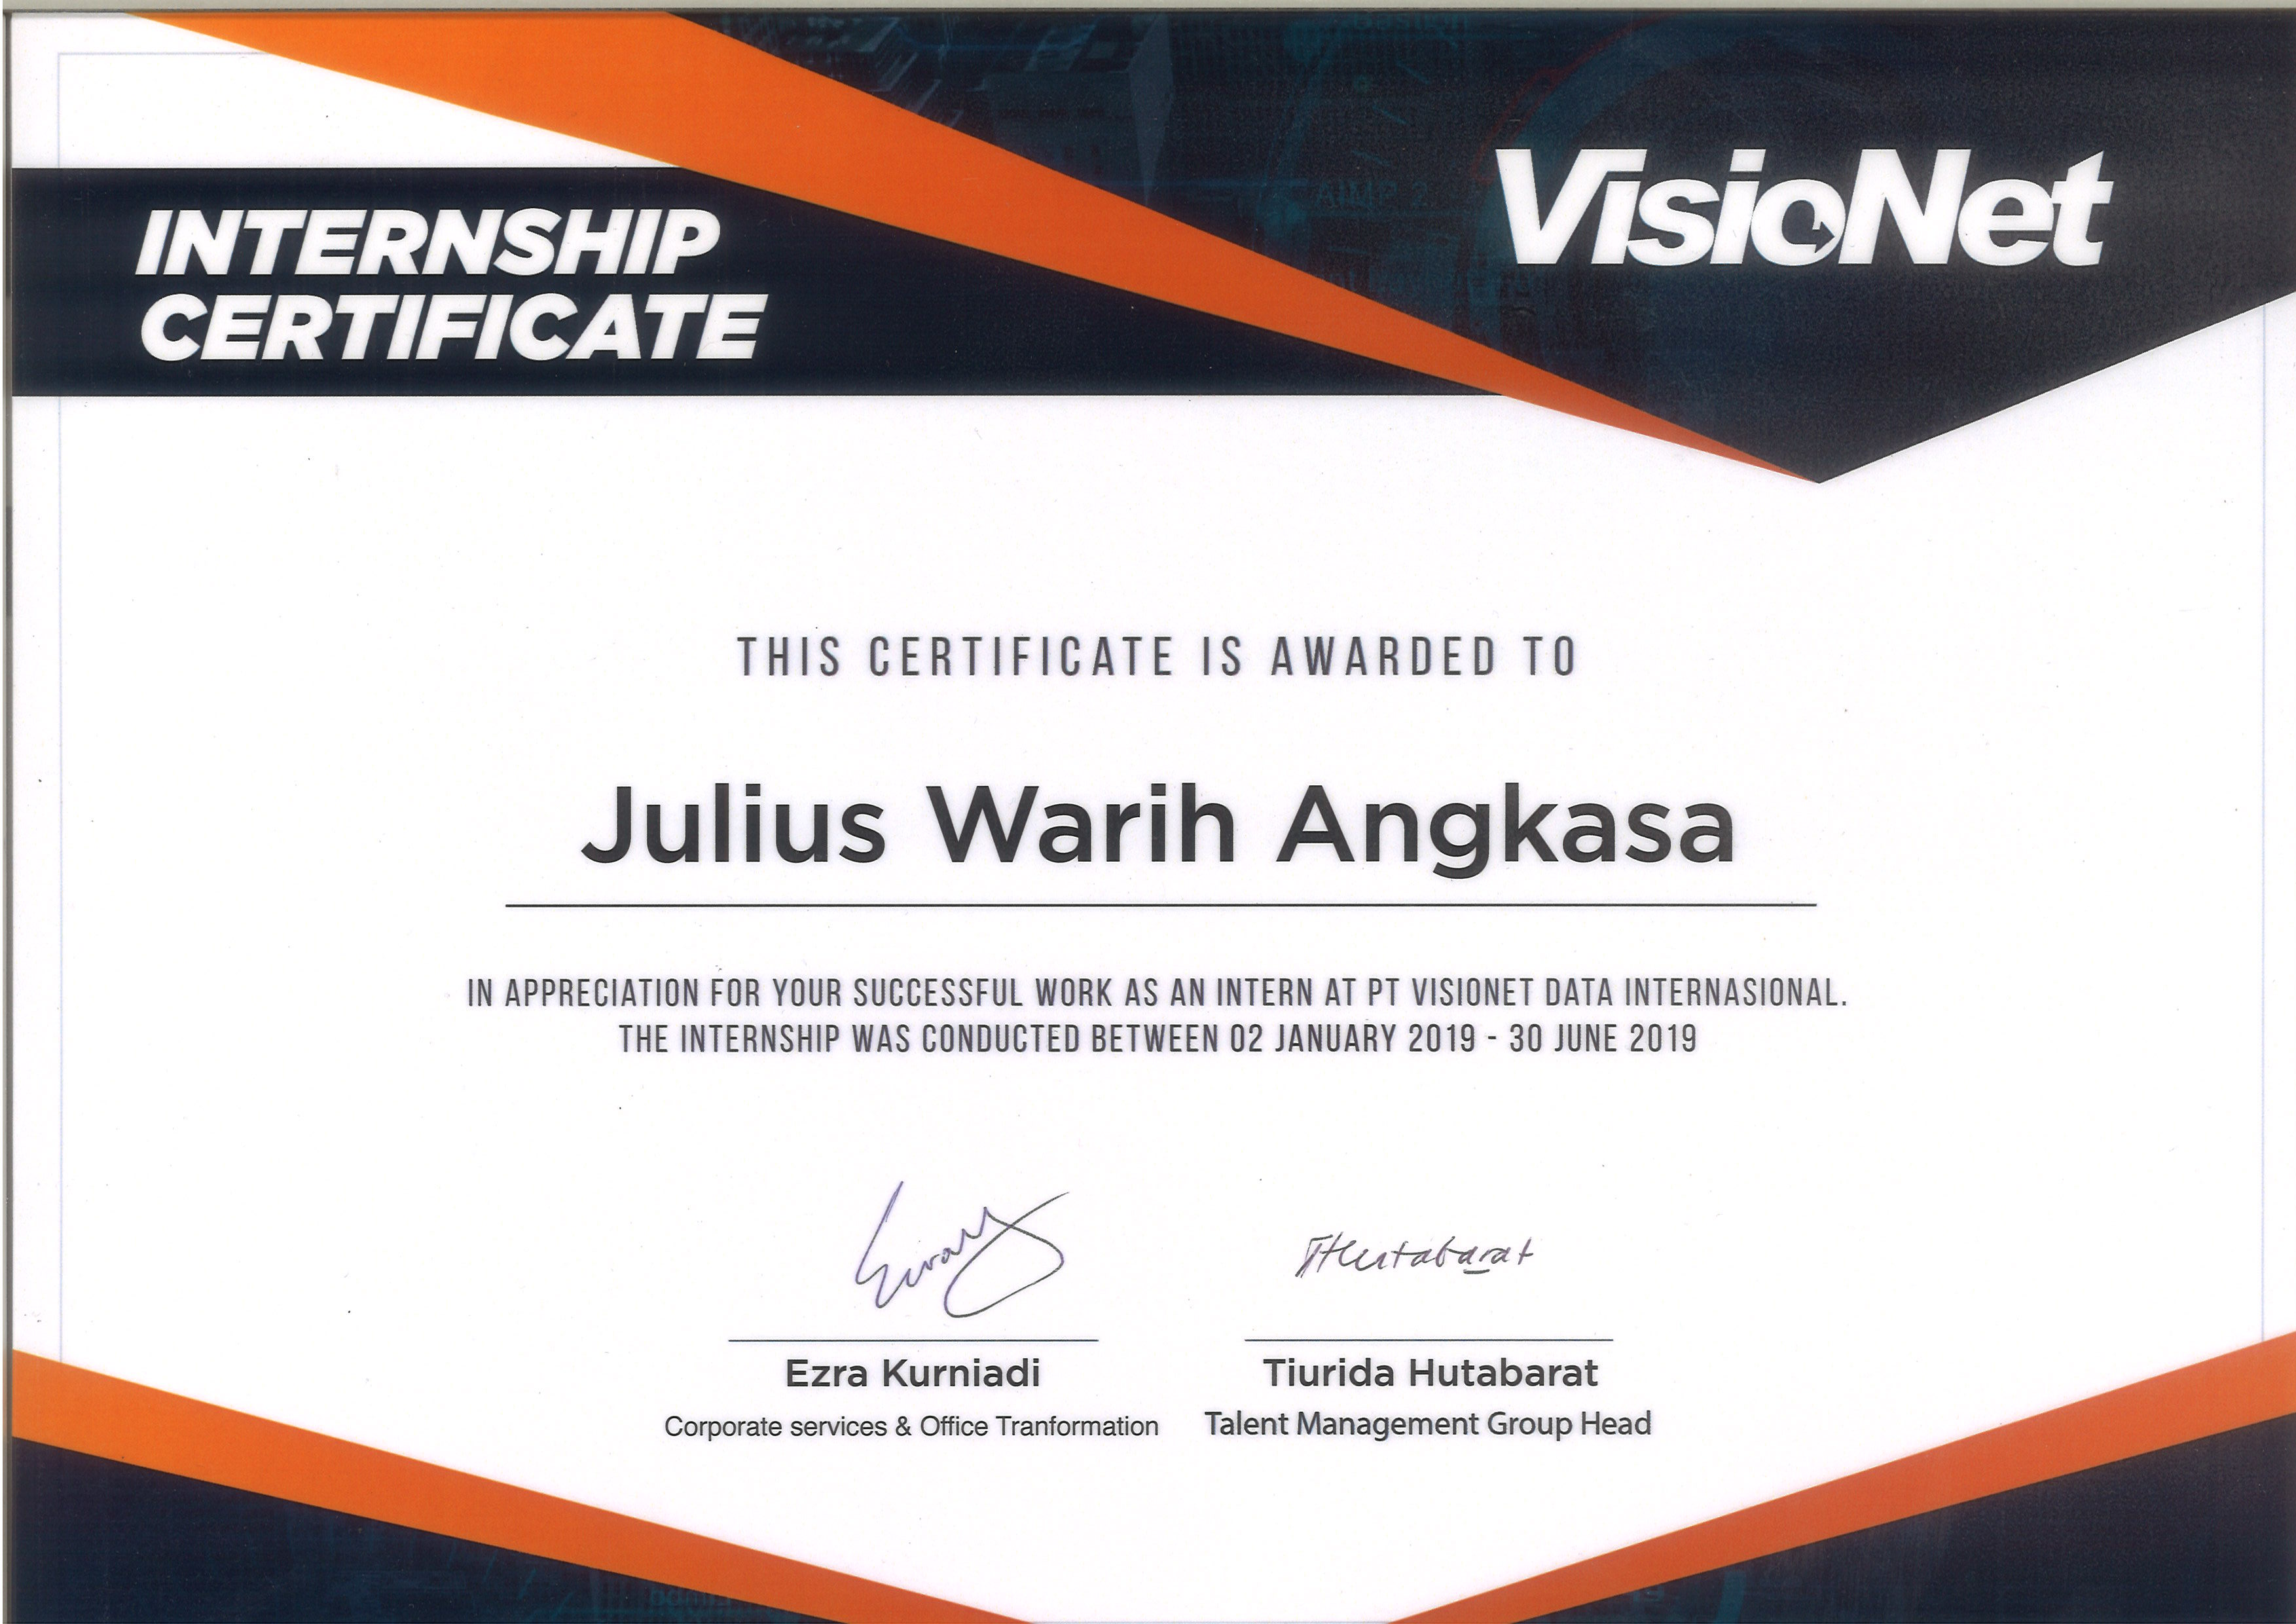 VisioNet
INTERNSHIP
CERTIFICATE
THIS CERTIFICATE IS AWARDED TO
Julius Warih Angkasa
IN APPRECIATION FOR YOUR SUCCESSFUL WORK AS AN INTERN AT PT VISIONET DATA INTERNASIONAL.
THE INTERNSHIP WAS CONDUCTED BETWEEN 02 JANUARY 2019 - 30 JUNE 2019
THutabarat
Ezra Kurniadi
Tiurida Hutabarat
Corporate services & Office Tranformation
Talent Management Group Head